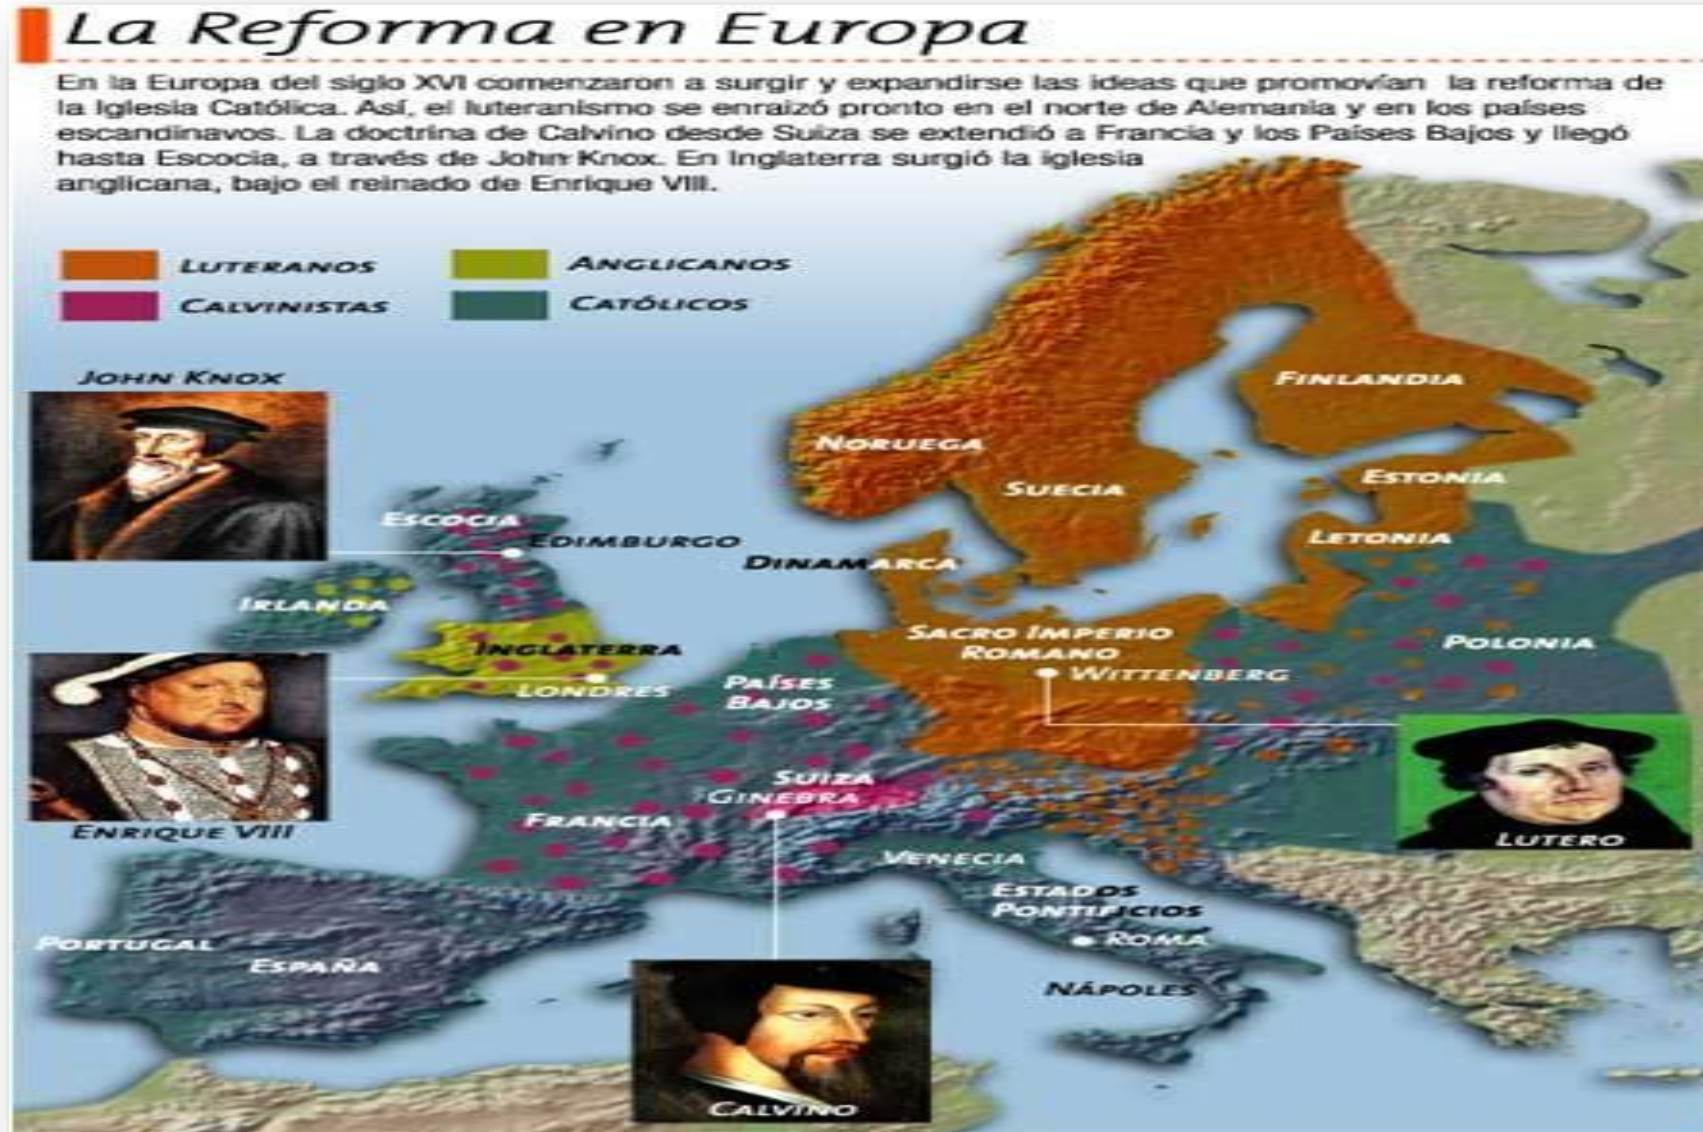 La Reforma en Europa
En la Europa del siglo XVI comenzaron a surgir y expandirse las ideas que promovían la reforma de
la Iglesia Católica. Así, el luteranismo se enraizó pronto en el norte de Alemania y en los países
escandinavos. La doctrina de Calvino desde Suiza se extendió a Francia y los Países Bajos y llegó
hasta Escocia, a través de John Knox. En Inglaterra surgió la iglesia
anglicana, bajo el reinado de Enrique VIII.
LUTERANOS
ANGLICANOS
CALVINISTAS
CATÓLICOS
JOHN KNOX
FINLANDIA
NORUEGA
SUECIA
ESTONIA
ESCOCIA
EDIMBURGO
LETONIA
DINAMARCA
IRLANDA
SACRO IMPERIO
ROMANO
POLONIA
INGLATERRA
WITTENBERG
LONDRES
PAÍSES
BAJOS
SUIZA
GINEBRA
FRANCIA
ENRIQUE VIII
LUTERO
VENECIA
ESTADOS
PONTIFICIOS
ROMA
PORTUGAL
ESPAÑA
NÁPOLES
CALVINO